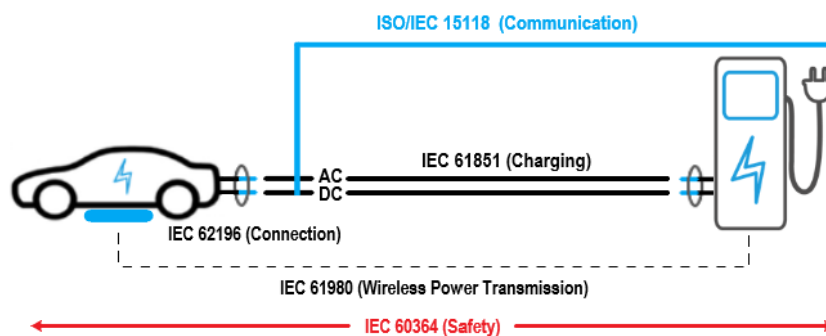 ISO/IEC 15118 (Communication)
IEC 61851 (Charging)
AC
DC
IEC 62196 (Connection)
IEC 61980 (Wireless Power Transmission)
IEC 60364 (Safety)